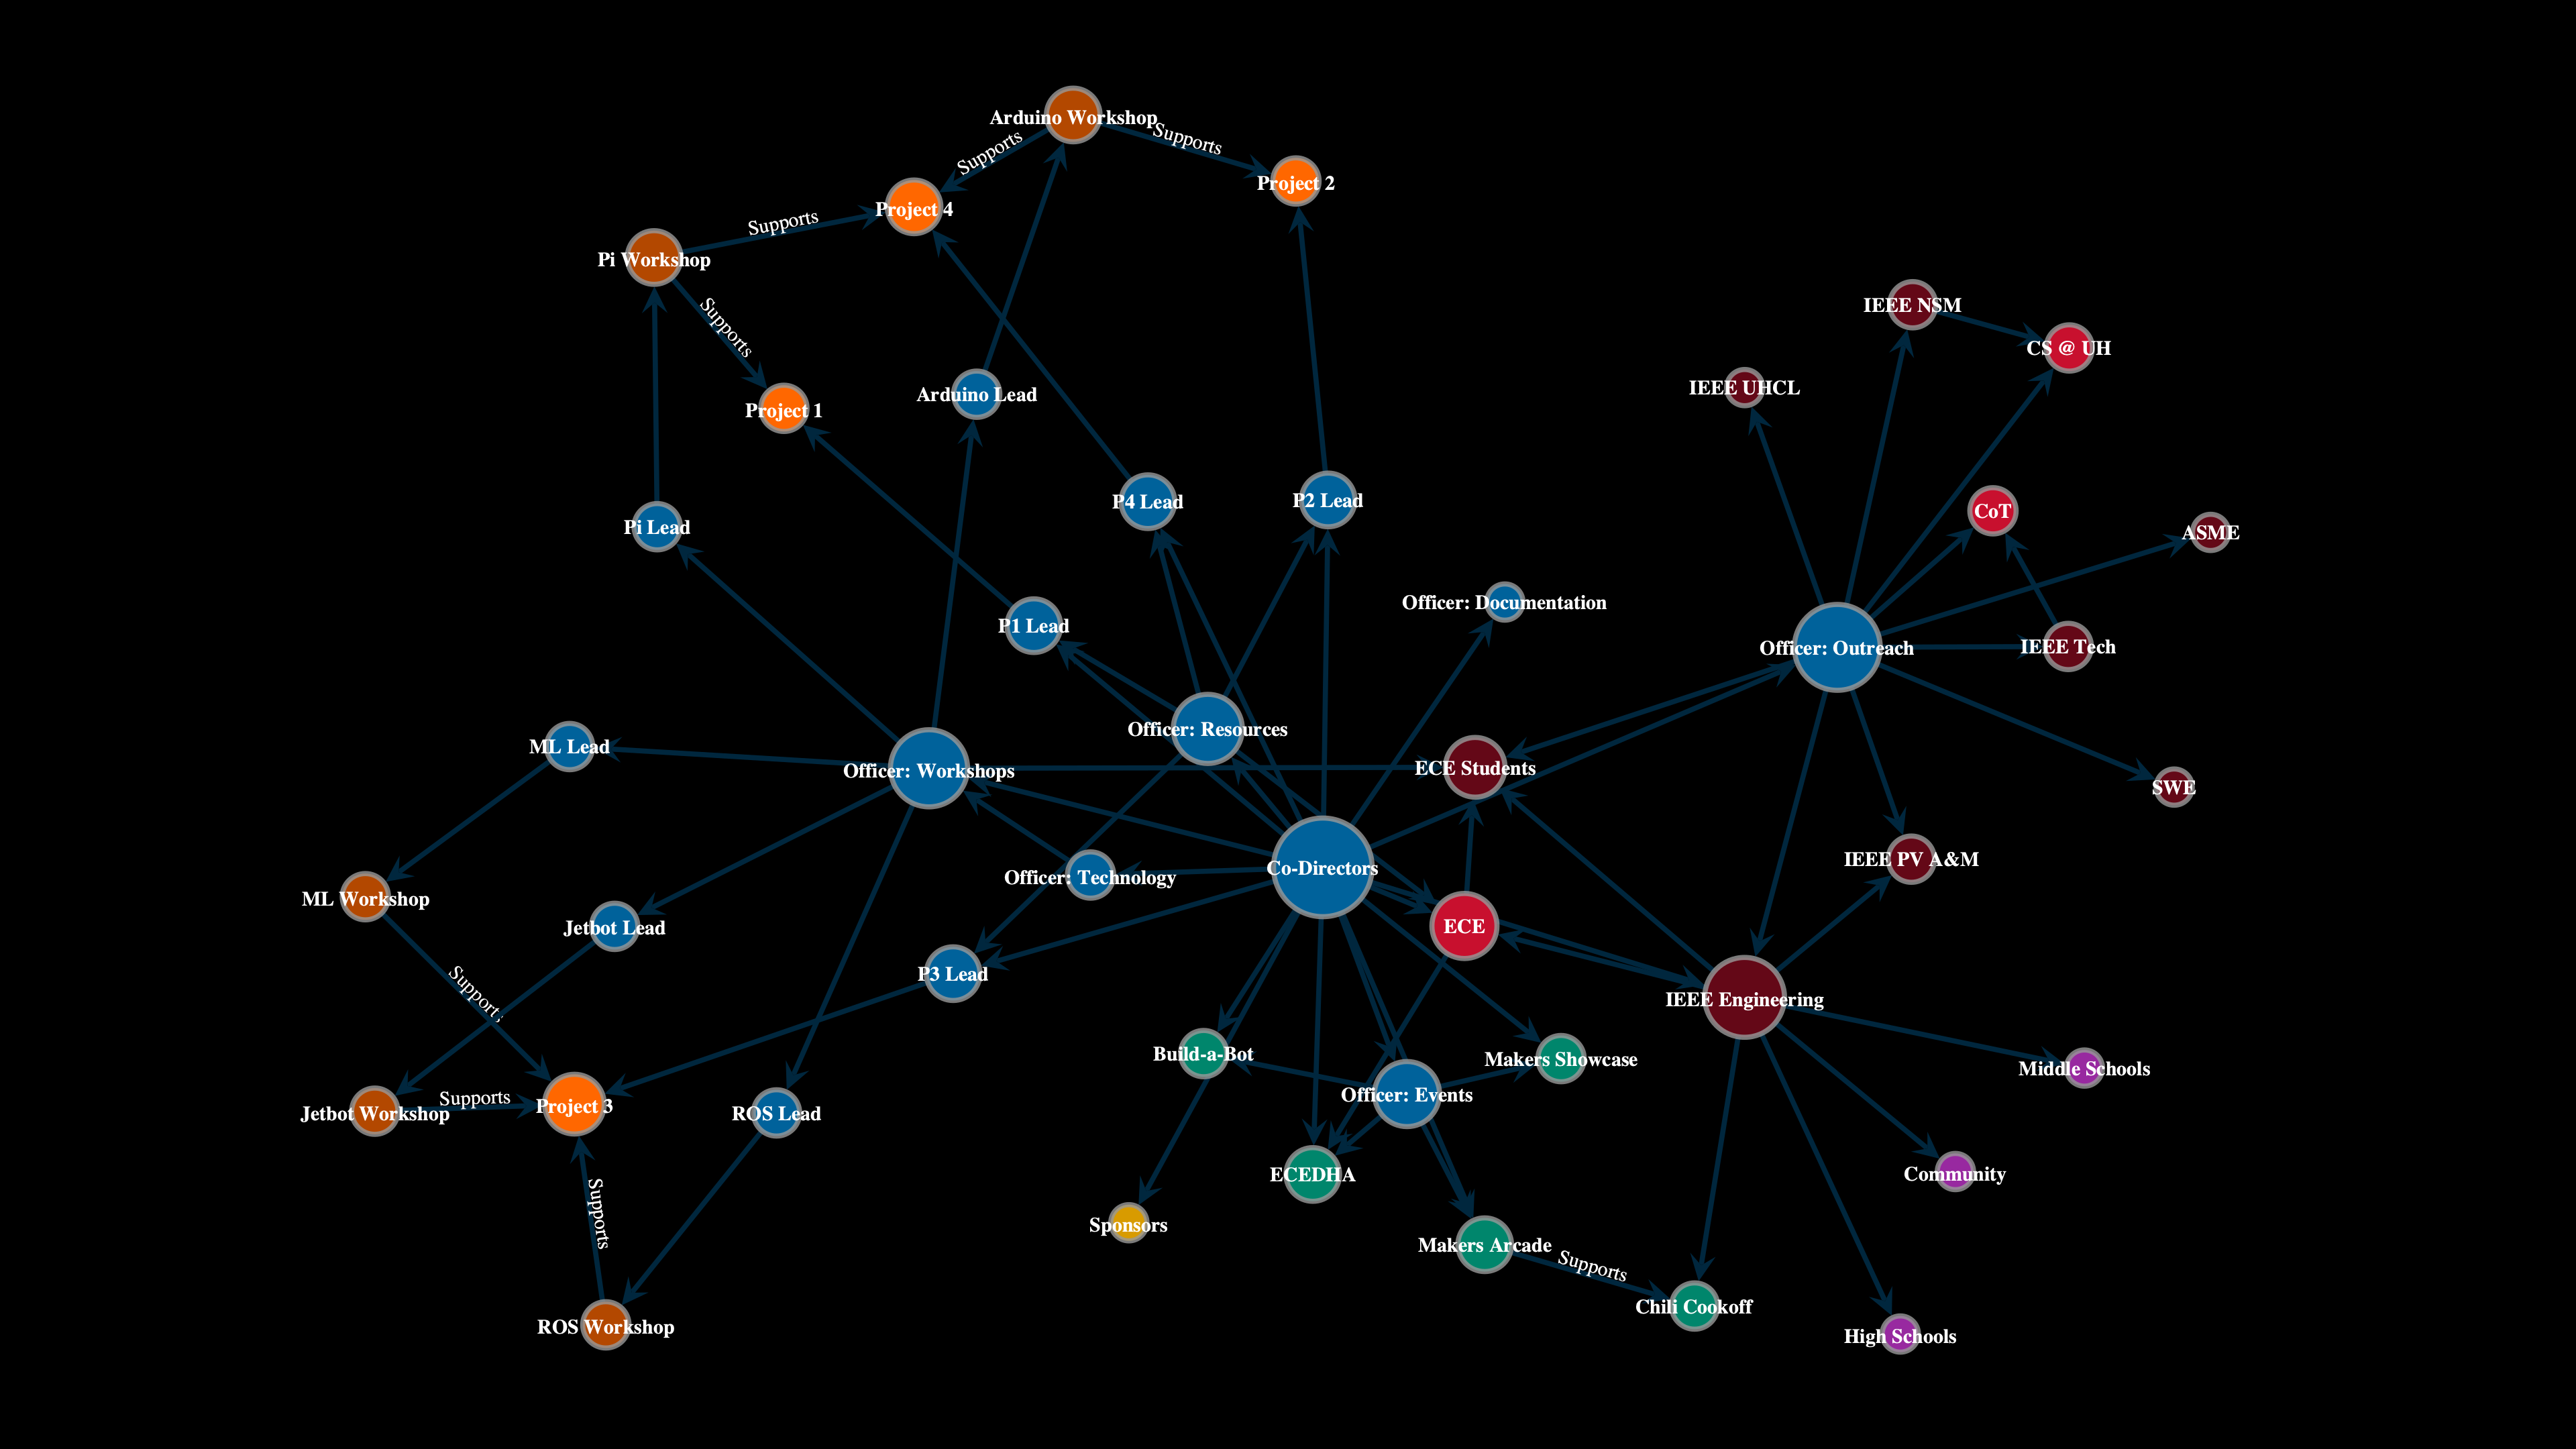 Arduino Workshop
Supports
Supports
Project 2
Project 4
Supports
Pi Workshop
IEEE NSM
Supports
CS @ UH
IEEE UHCL
Arduino Lead
Project 1
P4 Lead
P2 Lead
CoT
Pi Lead
ASME
Officer: Documentation
P1 Lead
Officer: Outreach
IEEE Tech
Officer: Resources
ML Lead
Officer: Workshops
ECE Students
SWE
IEEE PV A&M
Co-Directors
Officer: Technology
ML Workshop
Jetbot Lead
ECE
P3 Lead
Supports
IEEE Engineering
Build-a-Bot
Makers Showcase
Middle Schools
Officer: Events
Supports
Project 3
Jetbot Workshop
ROS Lead
ECEDHA
Community
Supports
Sponsors
Makers Arcade
Supports
Chili Cookoff
ROS Workshop
High Schools